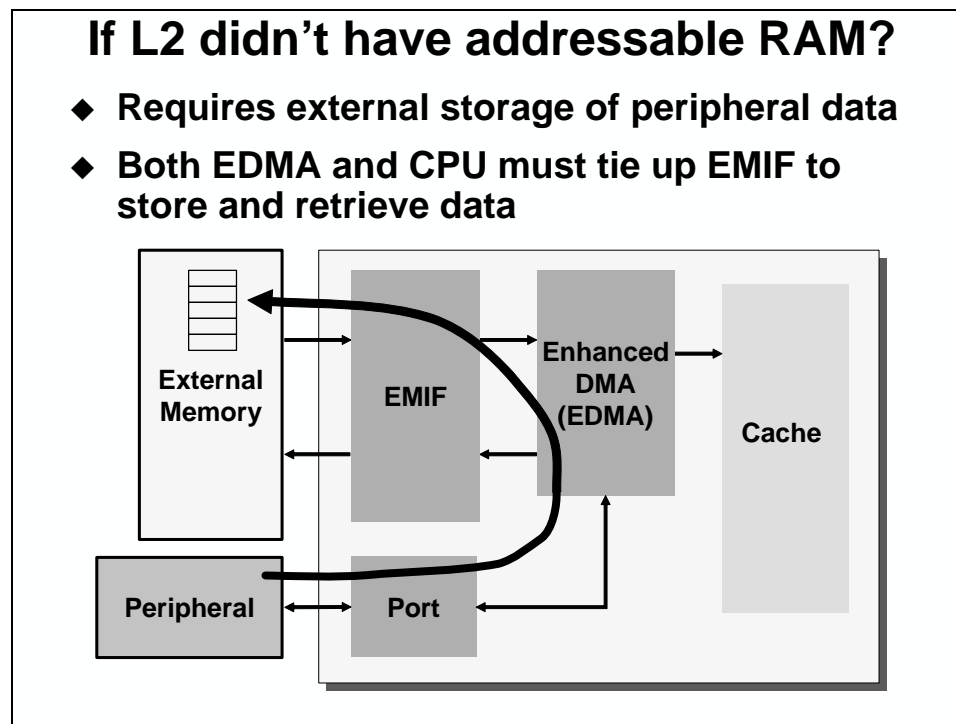 If L2 didn't have addressable RAM?
◆ Requires external storage of peripheral data
◆ Both EDMA and CPU must tie up EMIF to
store and retrieve data
External
Memory
EMIF
Enhanced
DMA
(EDMA)
Cache
Peripheral
Port